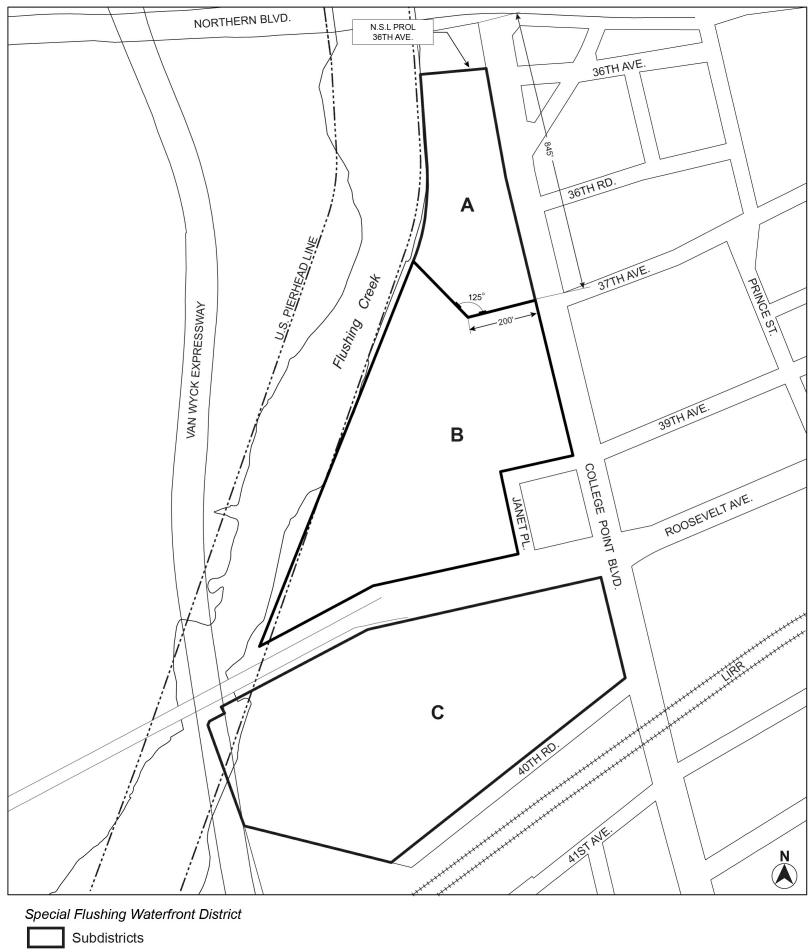 NORTHERN BLVD.
N.S.L PROL
36TH AVE.
36TH AVE.
845'
A
36TH RD.
U.S. PIERHEAD LINE
Flushing Creek
125°
37TH AVE.
200'
PRINCE ST.
VAN WYCK EXPRESSWAY
B
39TH AVE.
JANET PL.
COLLEGE POINT BLVD.
ROOSEVELT AVE.
LIRR
C
40TH RD.
41ST AVE.
N
Special Flushing Waterfront District
Subdistricts